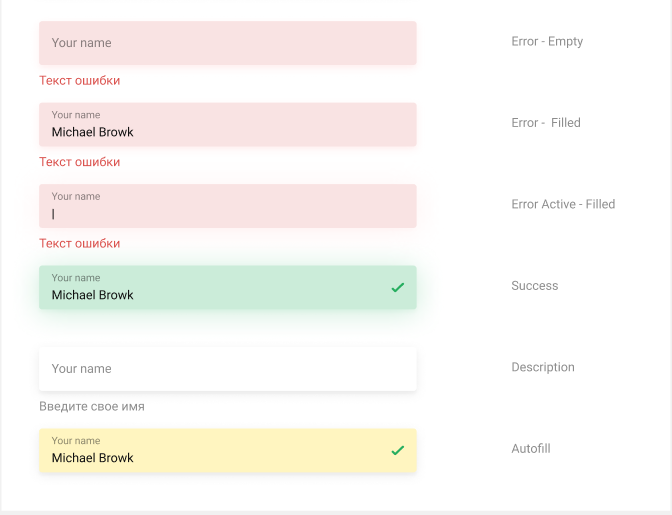 Your name
Error - Empty
Текст ошибки
Your name
Michael Browk
Error -  Filled
Текст ошибки
Your name
Error Active - Filled
Текст ошибки
Your name
Michael Browk
Success
Your name
Description
Введите свое имя
Your name
Michael Browk
Autofill